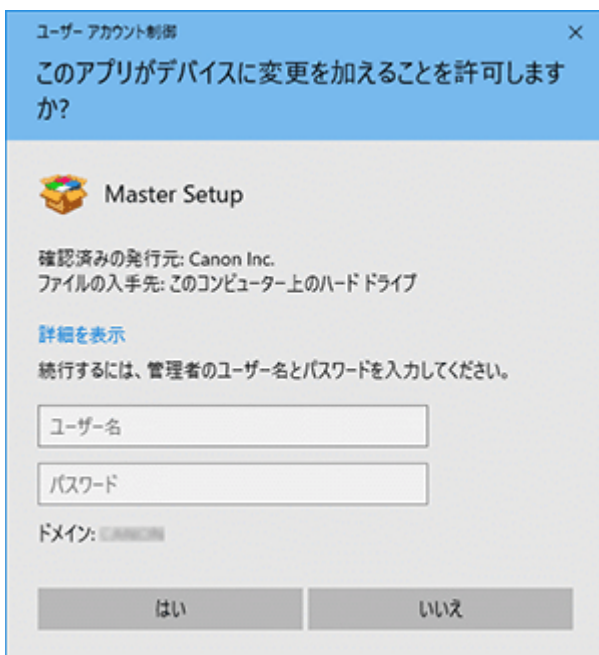 ユーザー アカウント制御
このアプリがデバイスに変更を加えることを許可します
か?
Master Setup
確認済みの発行元: Canon Inc.
ファイルの入手先: このコンピューター上のハード ドライブ
詳細を表示
続行するには、管理者のユーザー名とパスワードを入力してください。
ユーザー名
パスワード
ドメイン:
はい
いいえ